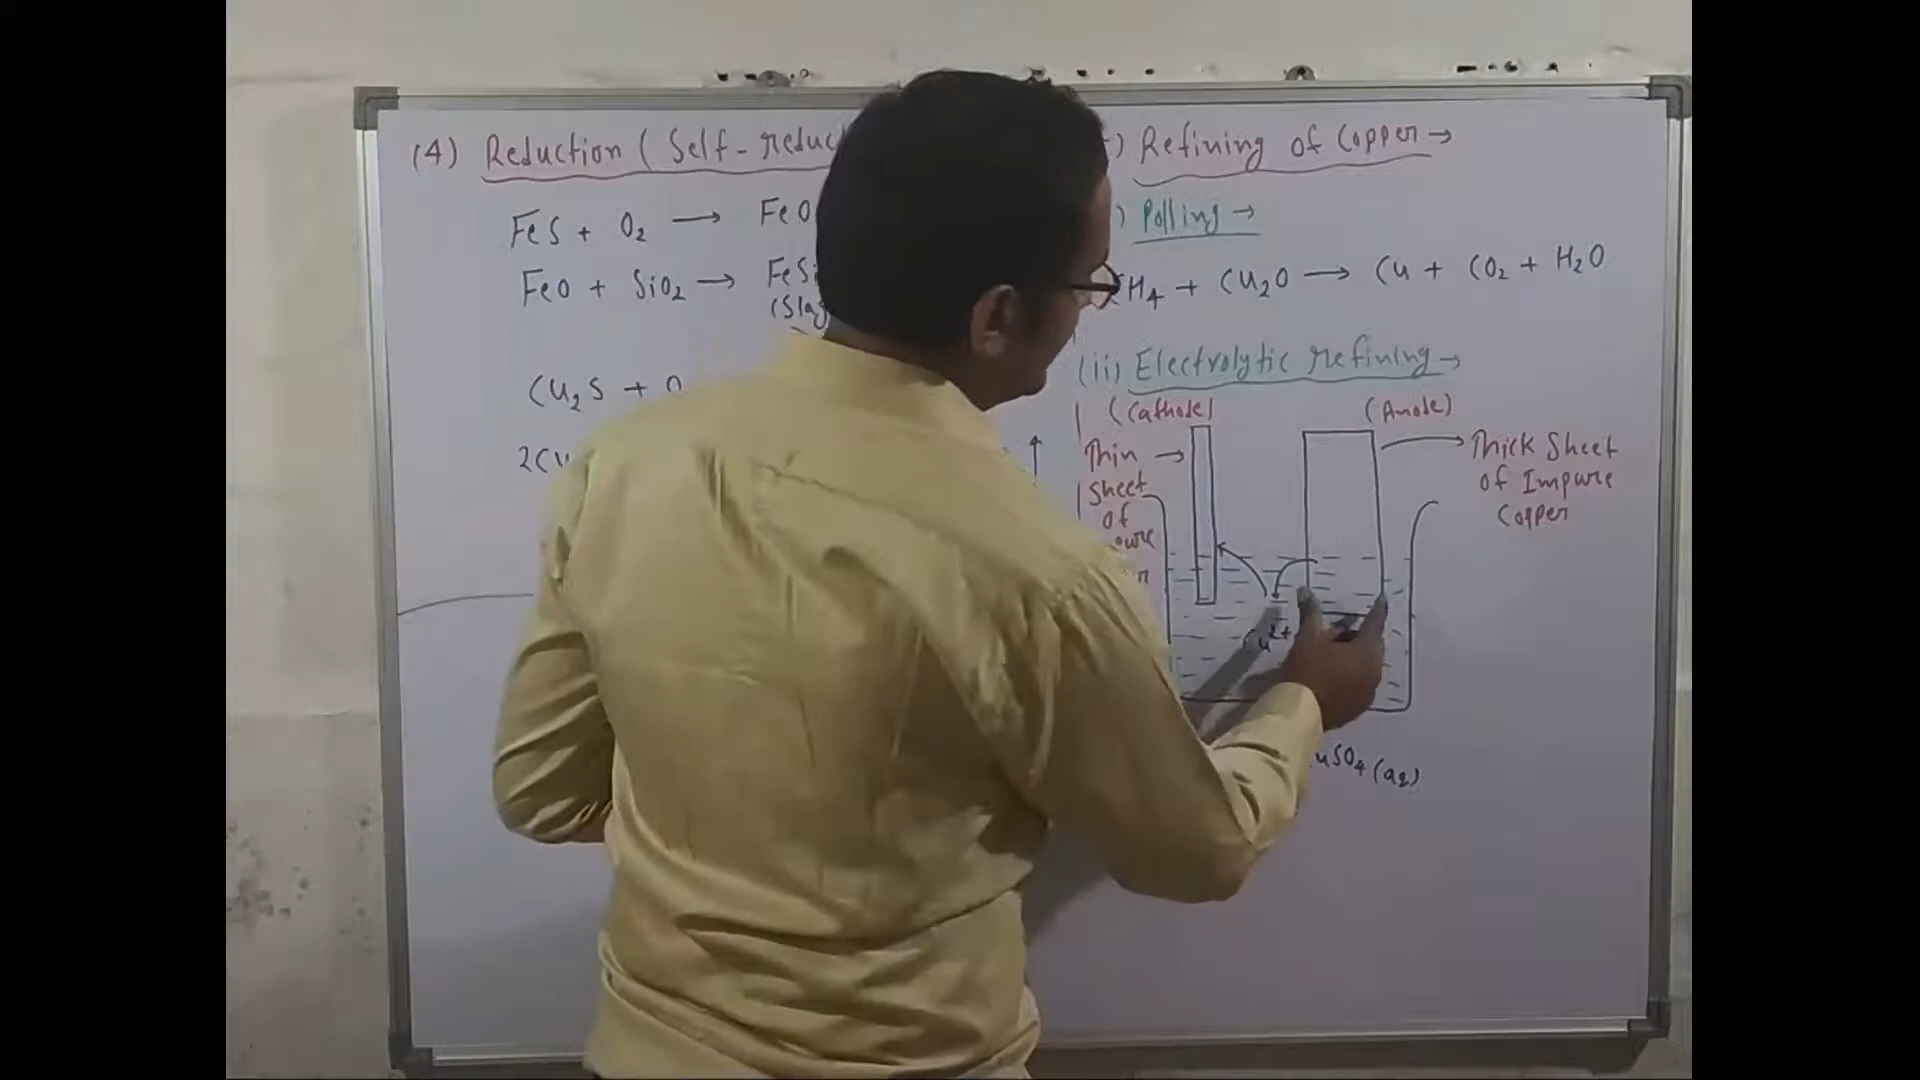 (4) Reduction ( Self-reduc
FeS + O₂ ⟶ FeO
FeO + SiO₂ ⟶ FeSi
(Slag
Cu₂S + O
2Cu
) Refining of Copper →
) Polling →
H₄ + Cu₂O ⟶ Cu + CO₂ + H₂O
(ii) Electrolytic refining →
(Cathode)
(Anode)
Thin →
Sheet
of
Thick Sheet
of Impure
Copper
Cu²⁺
uSO₄ (aq)